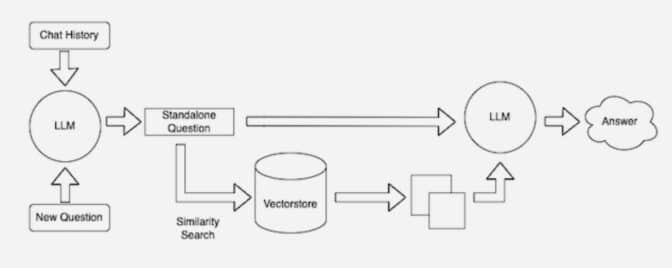 Chat History
LLM
New Question
Standalone
Question
Similarity
Search
Vectorstore
LLM
Answer